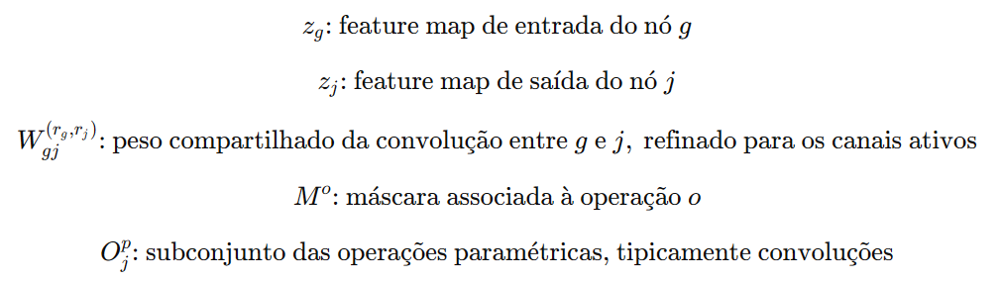 $z_g$: feature map de entrada do nó $g$
$z_j$: feature map de saída do nó $j$
$W_{gj}^{(r_g,r_j)}$: peso compartilhado da convolução entre $g$ e $j$, refinado para os canais ativos
$M^o$: máscara associada à operação $o$
$O_j^p$: subconjunto das operações paramétricas, tipicamente convoluções